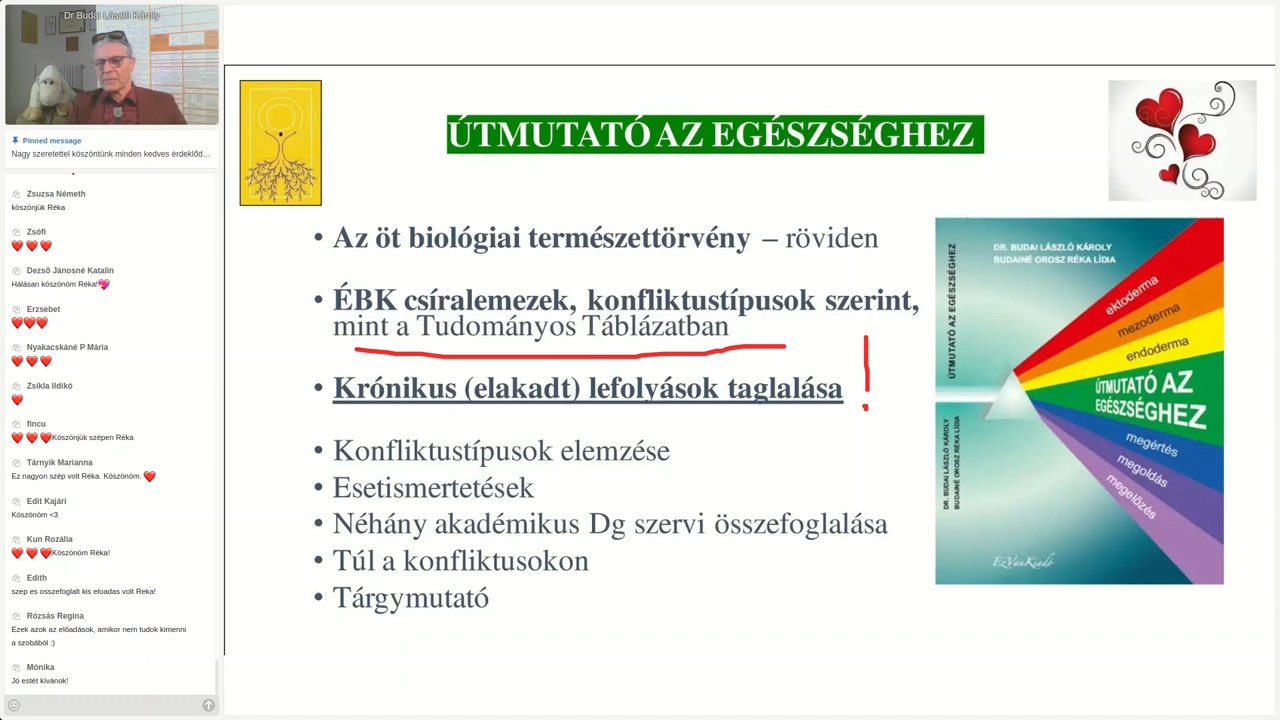 Dr Budai László Károly
Pinned message
Nagy szeretettel köszöntünk minden kedves érdeklőd…
Zsuzsa Németh
köszönjük Réka
Zsófi
❤️❤️❤️
Dezső Jánosné Katalin
Hálásan köszönöm Réka!💖
Erzsebet
❤️❤️❤️
Nyakacskáné P Mária
❤️❤️❤️
Zsikla Ildikó
❤️
fincu
❤️❤️❤️Köszönjük szépen Réka
Tárnyik Marianna
Ez nagyon szép volt Réka. Köszönöm. ❤️
Edit Kajári
Köszönöm <3
Kun Rozália
❤️❤️❤️Köszönöm Réka!
Edith
szep es osszefoglalt kis eloadas volt Reka!
Rózsás Regina
Ezek azok az előadások, amikor nem tudok kimenni
a szobából :)
Mónika
Jó estét kívánok!
ÚTMUTATÓ AZ EGÉSZSÉGHEZ
• Az öt biológiai természettörvény – röviden
• ÉBK csíralemezek, konfliktustípusok szerint,
mint a Tudományos Táblázatban
• Krónikus (elakadt) lefolyások taglalása
!
• Konfliktustípusok elemzése
• Esetismertetések
• Néhány akadémikus Dg szervi összefoglalása
• Túl a konfliktusokon
• Tárgymutató
ÚTMUTATÓ AZ EGÉSZSÉGHEZ
DR. BUDAI LÁSZLÓ KÁROLY
BUDAINÉ OROSZ RÉKA LÍDIA
DR. BUDAI LÁSZLÓ KÁROLY
BUDAINÉ OROSZ RÉKA LÍDIA
ektoderma
mezoderma
endoderma
ÚTMUTATÓ AZ
EGÉSZSÉGHEZ
megértés
megoldás
megelőzés
EzVanKiadó